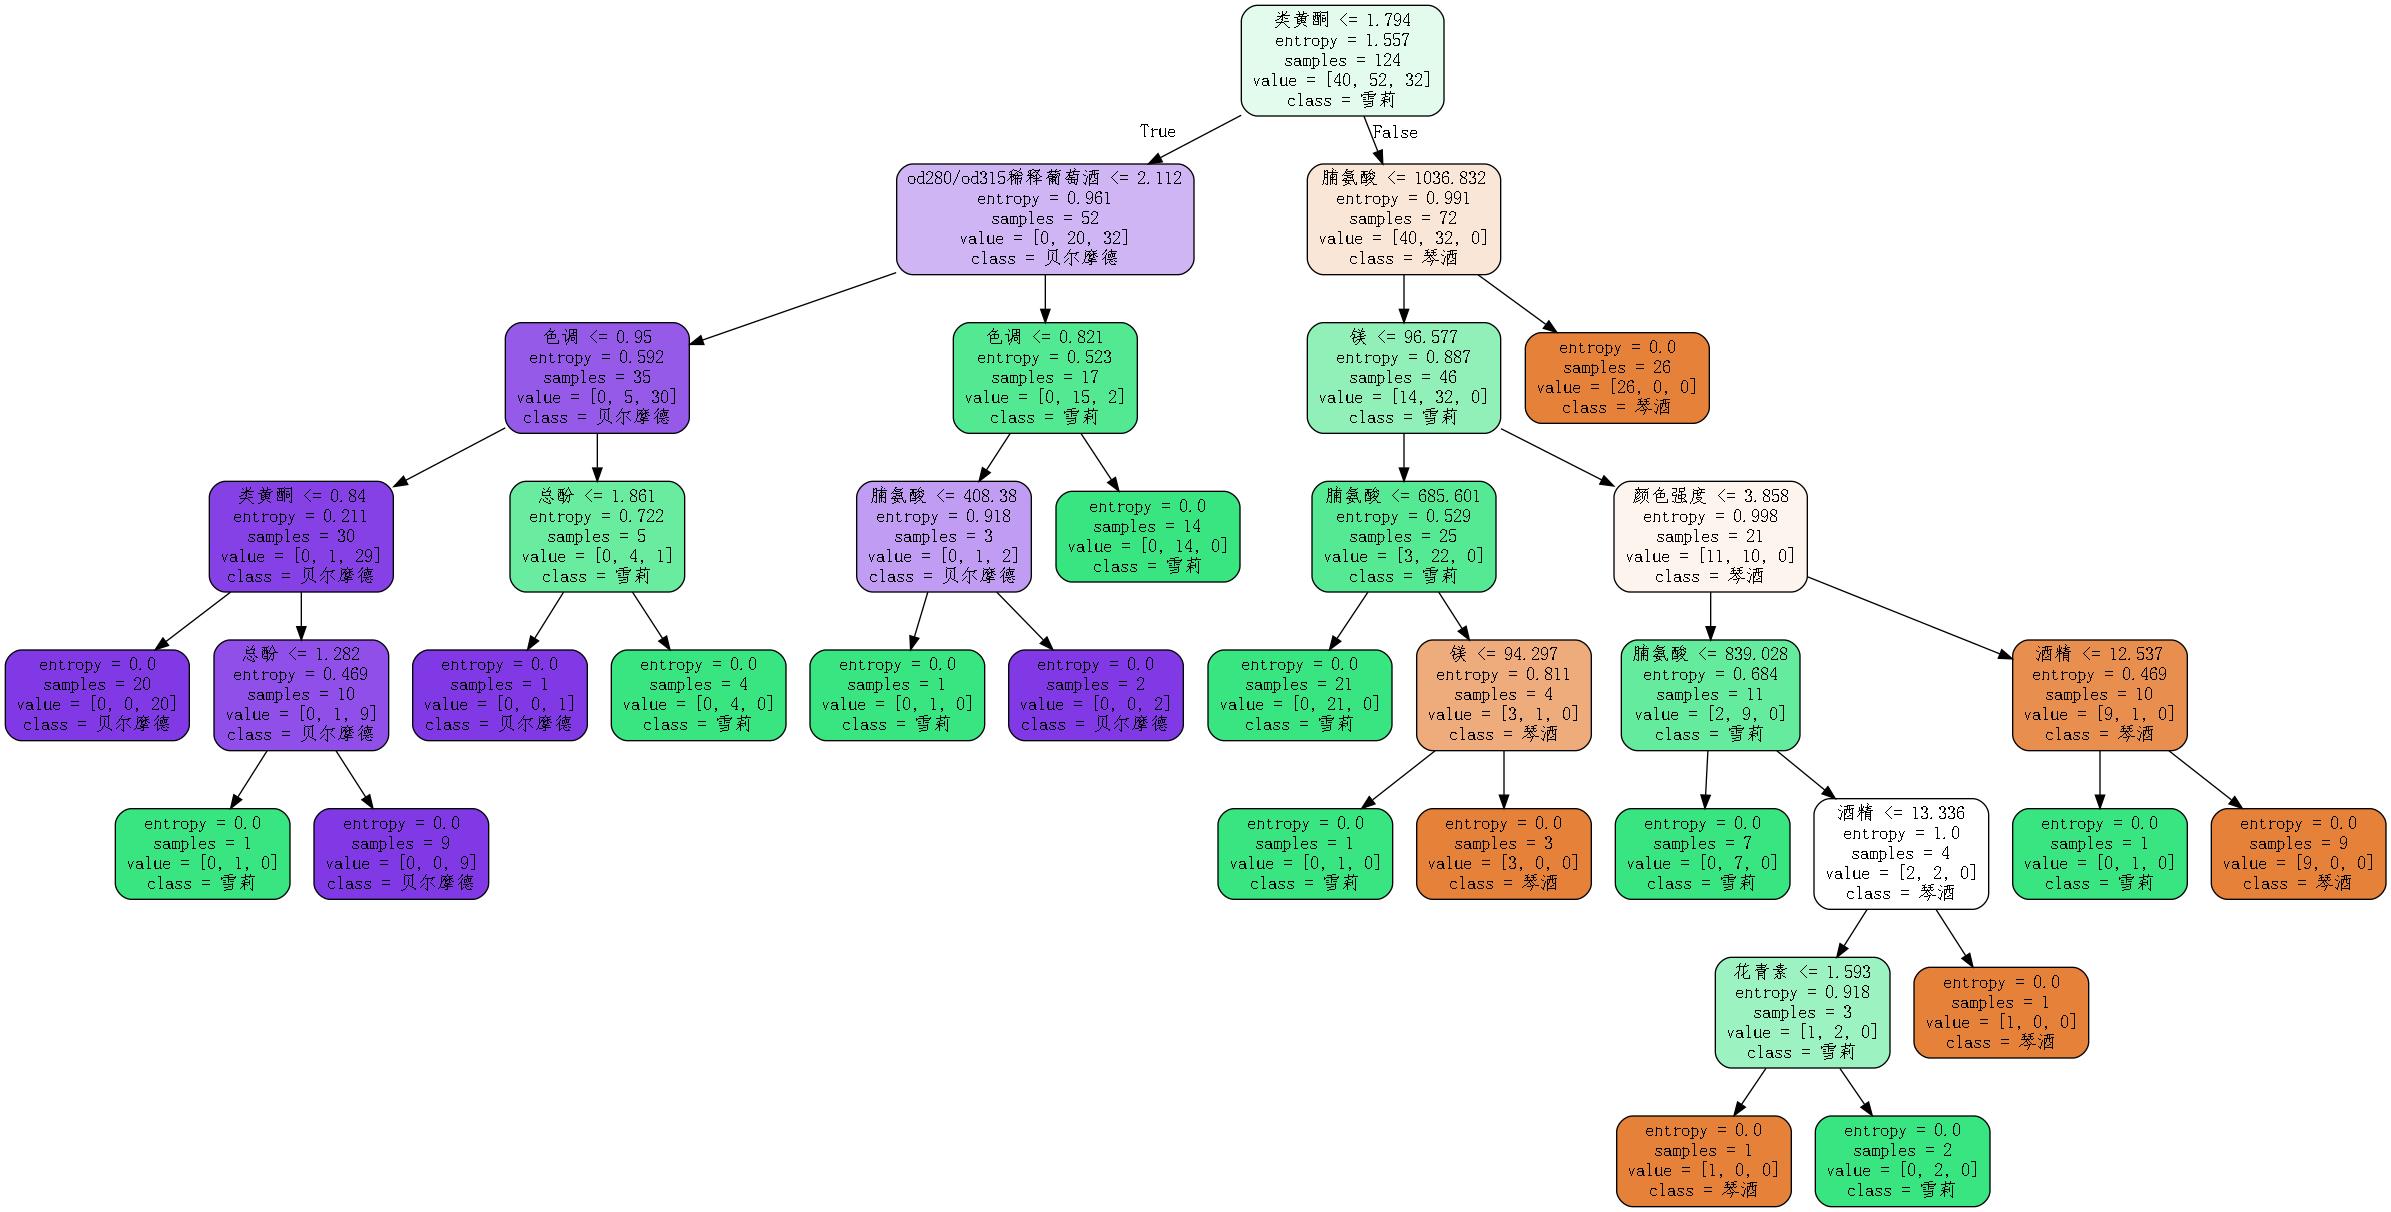 类黄酮 <= 1.794
entropy = 1.557
samples = 124
value = [40, 52, 32]
class = 雪莉
True
False
od280/od315稀释葡萄酒 <= 2.112
entropy = 0.961
samples = 52
value = [0, 20, 32]
class = 贝尔摩德
脯氨酸 <= 1036.832
entropy = 0.991
samples = 72
value = [40, 32, 0]
class = 琴酒
色调 <= 0.95
entropy = 0.592
samples = 35
value = [0, 5, 30]
class = 贝尔摩德
色调 <= 0.821
entropy = 0.523
samples = 17
value = [0, 15, 2]
class = 雪莉
镁 <= 96.577
entropy = 0.887
samples = 46
value = [14, 32, 0]
class = 雪莉
entropy = 0.0
samples = 26
value = [26, 0, 0]
class = 琴酒
类黄酮 <= 0.84
entropy = 0.211
samples = 30
value = [0, 1, 29]
class = 贝尔摩德
总酚 <= 1.861
entropy = 0.722
samples = 5
value = [0, 4, 1]
class = 雪莉
脯氨酸 <= 408.38
entropy = 0.918
samples = 3
value = [0, 1, 2]
class = 贝尔摩德
entropy = 0.0
samples = 14
value = [0, 14, 0]
class = 雪莉
脯氨酸 <= 685.601
entropy = 0.529
samples = 25
value = [3, 22, 0]
class = 雪莉
颜色强度 <= 3.858
entropy = 0.998
samples = 21
value = [11, 10, 0]
class = 琴酒
entropy = 0.0
samples = 20
value = [0, 0, 20]
class = 贝尔摩德
总酚 <= 1.282
entropy = 0.469
samples = 10
value = [0, 1, 9]
class = 贝尔摩德
entropy = 0.0
samples = 1
value = [0, 0, 1]
class = 贝尔摩德
entropy = 0.0
samples = 4
value = [0, 4, 0]
class = 雪莉
entropy = 0.0
samples = 1
value = [0, 1, 0]
class = 雪莉
entropy = 0.0
samples = 2
value = [0, 0, 2]
class = 贝尔摩德
entropy = 0.0
samples = 21
value = [0, 21, 0]
class = 雪莉
镁 <= 94.297
entropy = 0.811
samples = 4
value = [3, 1, 0]
class = 琴酒
脯氨酸 <= 839.028
entropy = 0.684
samples = 11
value = [2, 9, 0]
class = 雪莉
酒精 <= 12.537
entropy = 0.469
samples = 10
value = [9, 1, 0]
class = 琴酒
entropy = 0.0
samples = 1
value = [0, 1, 0]
class = 雪莉
entropy = 0.0
samples = 9
value = [0, 0, 9]
class = 贝尔摩德
entropy = 0.0
samples = 1
value = [0, 1, 0]
class = 雪莉
entropy = 0.0
samples = 3
value = [3, 0, 0]
class = 琴酒
entropy = 0.0
samples = 7
value = [0, 7, 0]
class = 雪莉
酒精 <= 13.336
entropy = 1.0
samples = 4
value = [2, 2, 0]
class = 琴酒
entropy = 0.0
samples = 1
value = [0, 1, 0]
class = 雪莉
entropy = 0.0
samples = 9
value = [9, 0, 0]
class = 琴酒
花青素 <= 1.593
entropy = 0.918
samples = 3
value = [1, 2, 0]
class = 雪莉
entropy = 0.0
samples = 1
value = [1, 0, 0]
class = 琴酒
entropy = 0.0
samples = 1
value = [1, 0, 0]
class = 琴酒
entropy = 0.0
samples = 2
value = [0, 2, 0]
class = 雪莉